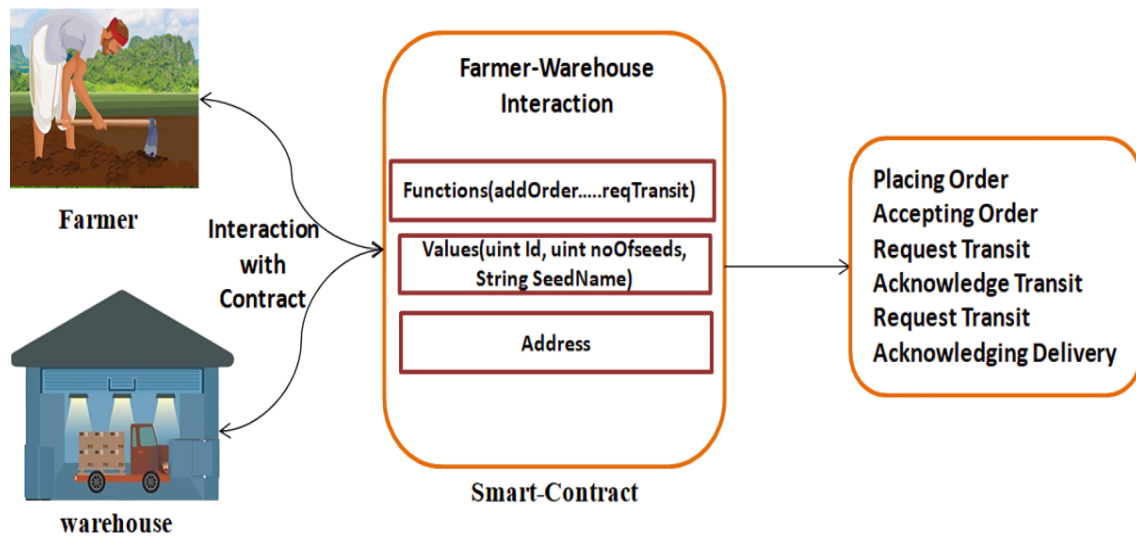 Farmer
Interaction
with
Contract
warehouse
Farmer-Warehouse
Interaction
Functions(addOrder.....reqTransit)
Values(uint Id, uint noOfseeds,
String SeedName)
Address
Smart-Contract
Placing Order
Accepting Order
Request Transit
Acknowledge Transit
Request Transit
Acknowledging Delivery